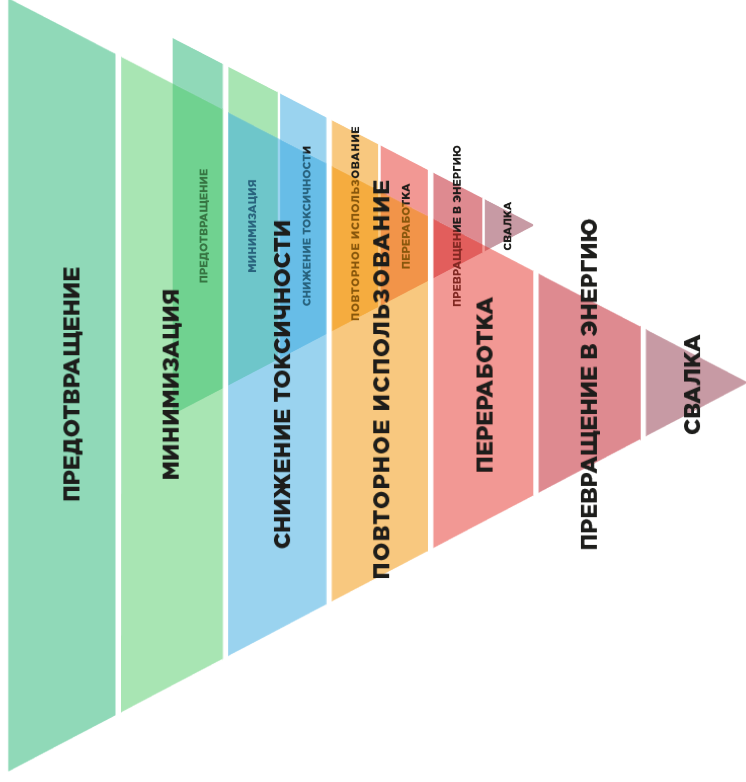 ПРЕДОТВРАЩЕНИЕ
МИНИМИЗАЦИЯ
СНИЖЕНИЕ ТОКСИЧНОСТИ
ПОВТОРНОЕ ИСПОЛЬЗОВАНИЕ
ПЕРЕРАБОТКА
ПРЕВРАЩЕНИЕ В ЭНЕРГИЮ
СВАЛКА
ПРЕДОТВРАЩЕНИЕ
МИНИМИЗАЦИЯ
СНИЖЕНИЕ ТОКСИЧНОСТИ
ПОВТОРНОЕ ИСПОЛЬЗОВАНИЕ
ПЕРЕРАБОТКА
ПРЕВРАЩЕНИЕ В ЭНЕРГИЮ
СВАЛКА